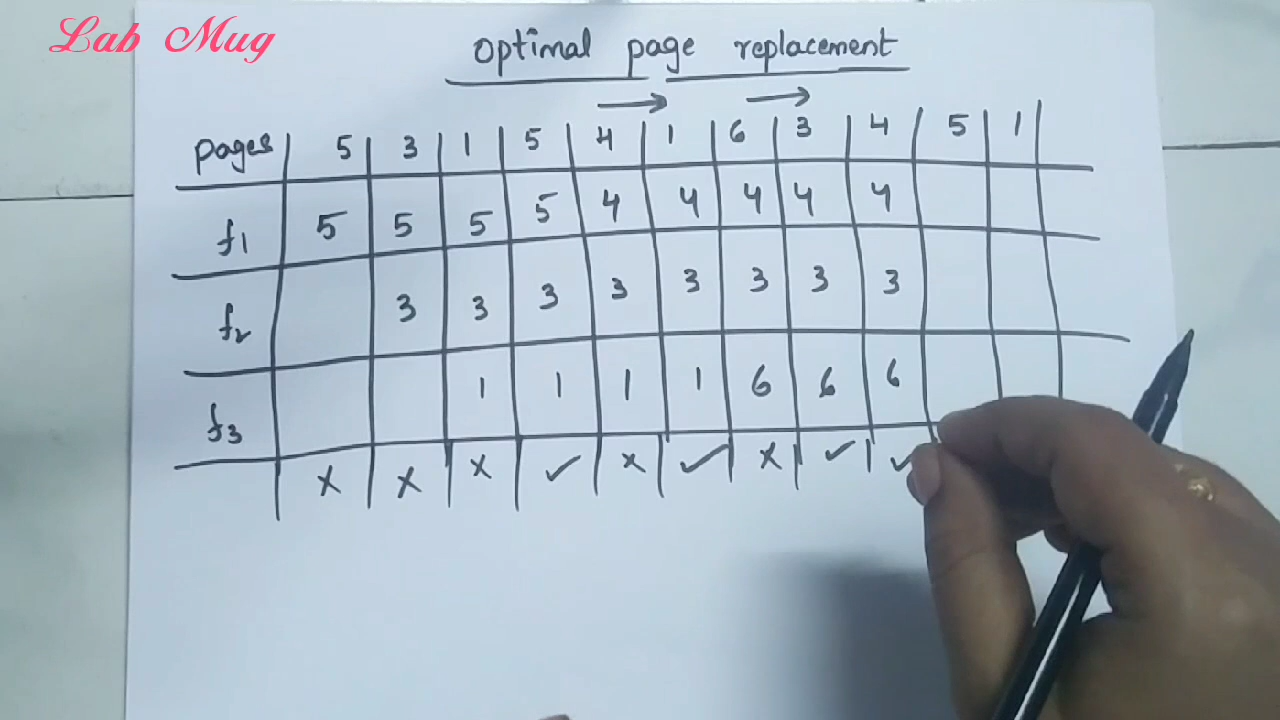 Lab Mug
optimal page replacement
pages 5 3 1 5 4 1 6 3 4 5 1
f1 5 5 5 5 4 4 4 4 4
f2 3 3 3 3 3 3 3 3
f3 1 1 1 1 6 6 6
x x x ✓ x ✓ x ✓ ✓